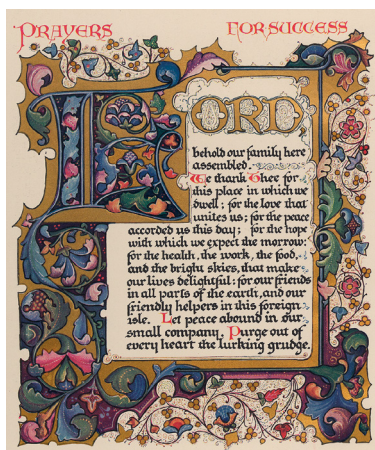 PRAYERS FOR SUCCESS
LORD
behold our family here
assembled.
We thank Thee for
this place in which we
dwell; for the love that
unites us; for the peace
accorded us this day; for the hope
with which we expect the morrow:
for the health, the work, the food,
and the bright skies, that make
our lives delightful: for our friends
in all parts of the earth, and our
friendly helpers in this foreign
isle. Let peace abound in our
small company, Purge out of
every heart the lurking grudge.